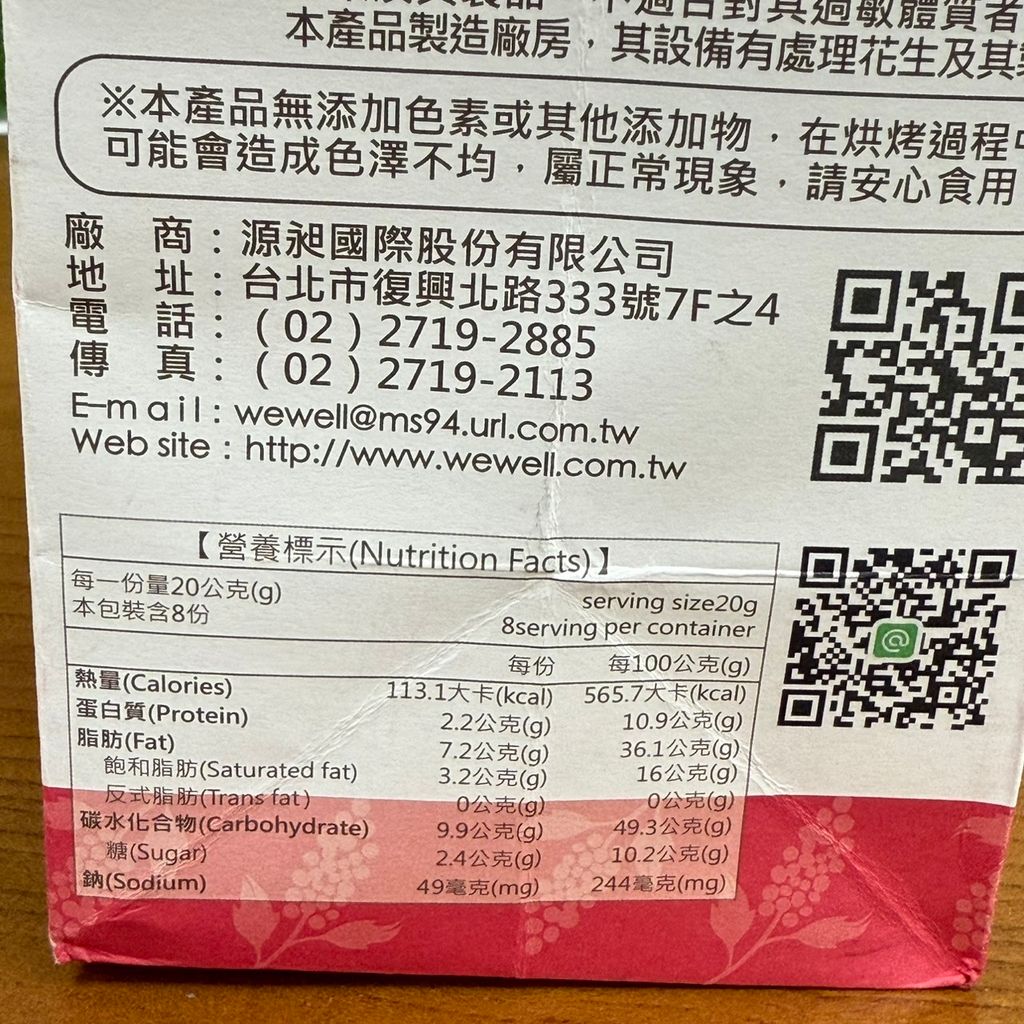 不適合對其過敏體質者
本產品製造廠房，其設備有處理花生及其
※本產品無添加色素或其他添加物，在烘烤過程中
可能會造成色澤不均，屬正常現象，請安心食用
廠 商：源昶國際股份有限公司
地 址：台北市復興北路333號7F之4
電 話：(02)2719-2885
傳 真：(02)2719-2113
E-mail：wewell@ms94.url.com.tw
Web site：http://www.wewell.com.tw
【營養標示(Nutrition Facts)】
每一份量20公克(g) serving size20g
本包裝含8份 8serving per container
每份 每100公克(g)
熱量(Calories) 113.1大卡(kcal) 565.7大卡(kcal)
蛋白質(Protein) 2.2公克(g) 10.9公克(g)
脂肪(Fat) 7.2公克(g) 36.1公克(g)
飽和脂肪(Saturated fat) 3.2公克(g) 16公克(g)
反式脂肪(Trans fat) 0公克(g) 0公克(g)
碳水化合物(Carbohydrate) 9.9公克(g) 49.3公克(g)
糖(Sugar) 2.4公克(g) 10.2公克(g)
鈉(Sodium) 49毫克(mg) 244毫克(mg)